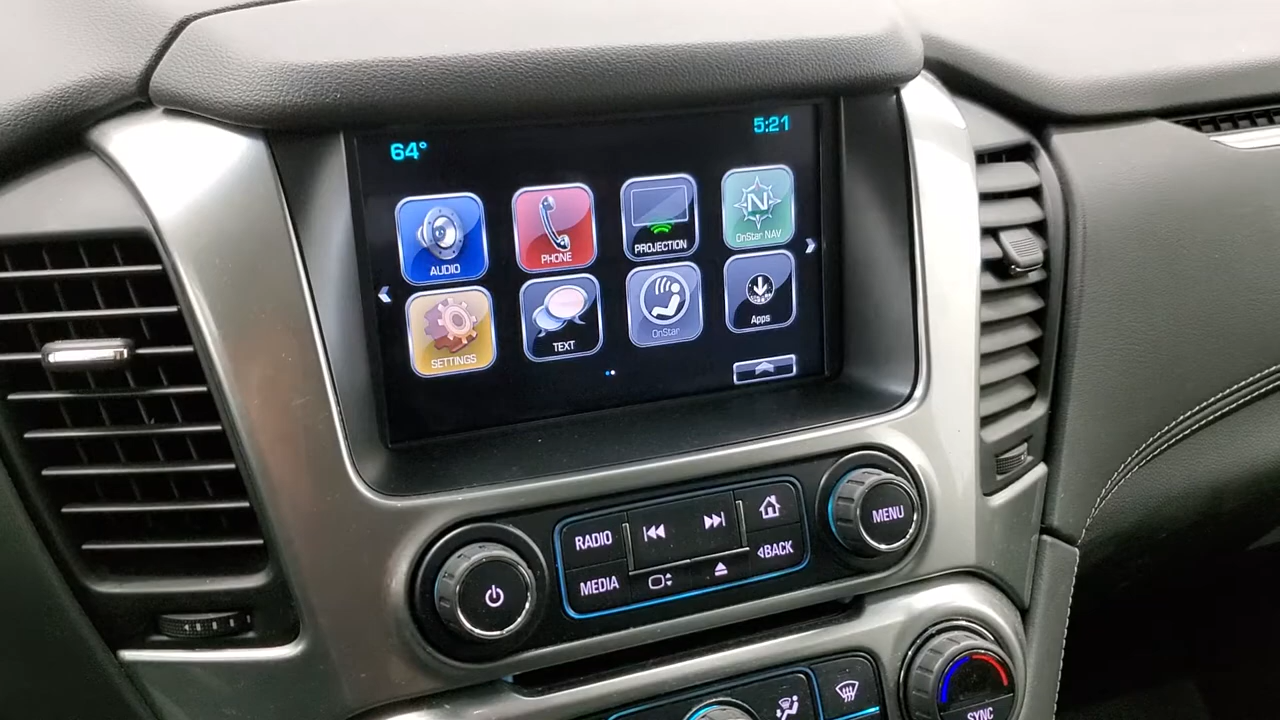 64°
5:21
AUDIO
PHONE
PROJECTION
N
OnStar NAV
SETTINGS
TEXT
OnStar
Apps
RADIO
MENU
MEDIA
BACK
SYNC